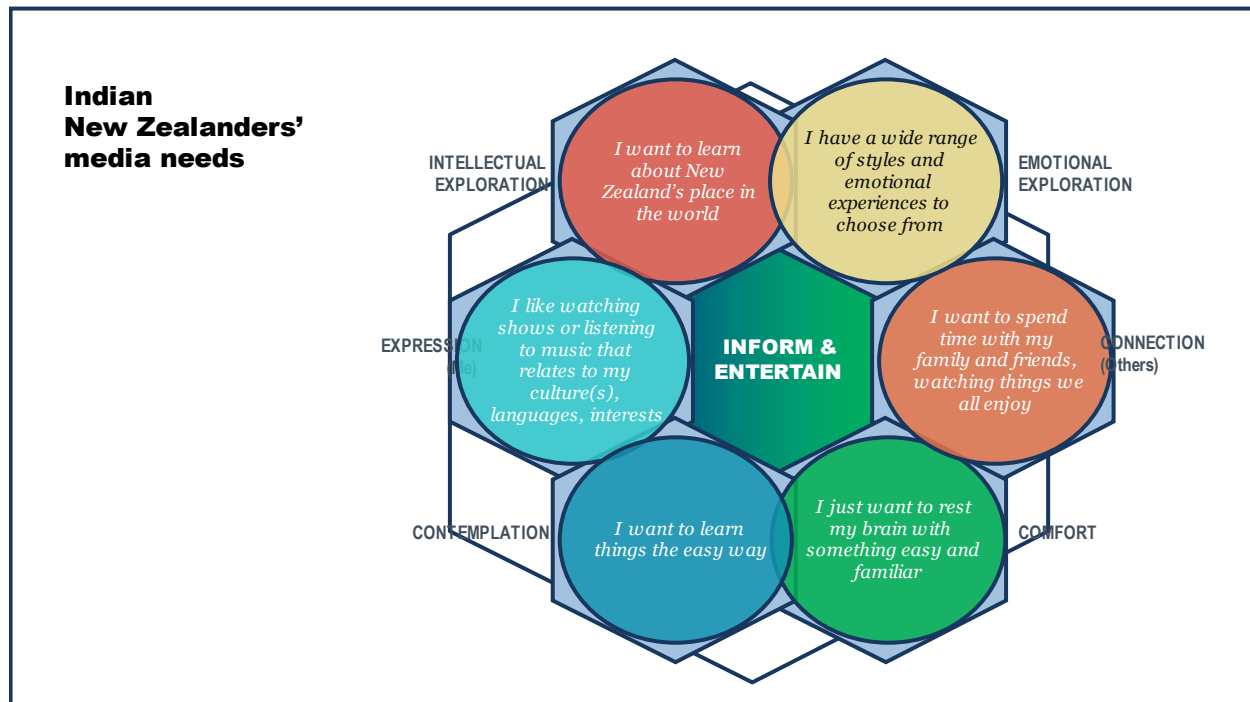 Indian
New Zealanders’
media needs
INTELLECTUAL
EXPLORATION
I want to learn
about New
Zealand’s place in
the world
I have a wide range
of styles and
emotional
experiences to
choose from
EMOTIONAL
EXPLORATION
EXPRESSION
(Me)
I like watching
shows or listening
to music that
relates to my
culture(s),
languages, interests
INFORM &
ENTERTAIN
I want to spend
time with my
family and friends,
watching things we
all enjoy
CONNECTION
(Others)
CONTEMPLATION
I want to learn
things the easy way
I just want to rest
my brain with
something easy and
familiar
COMFORT